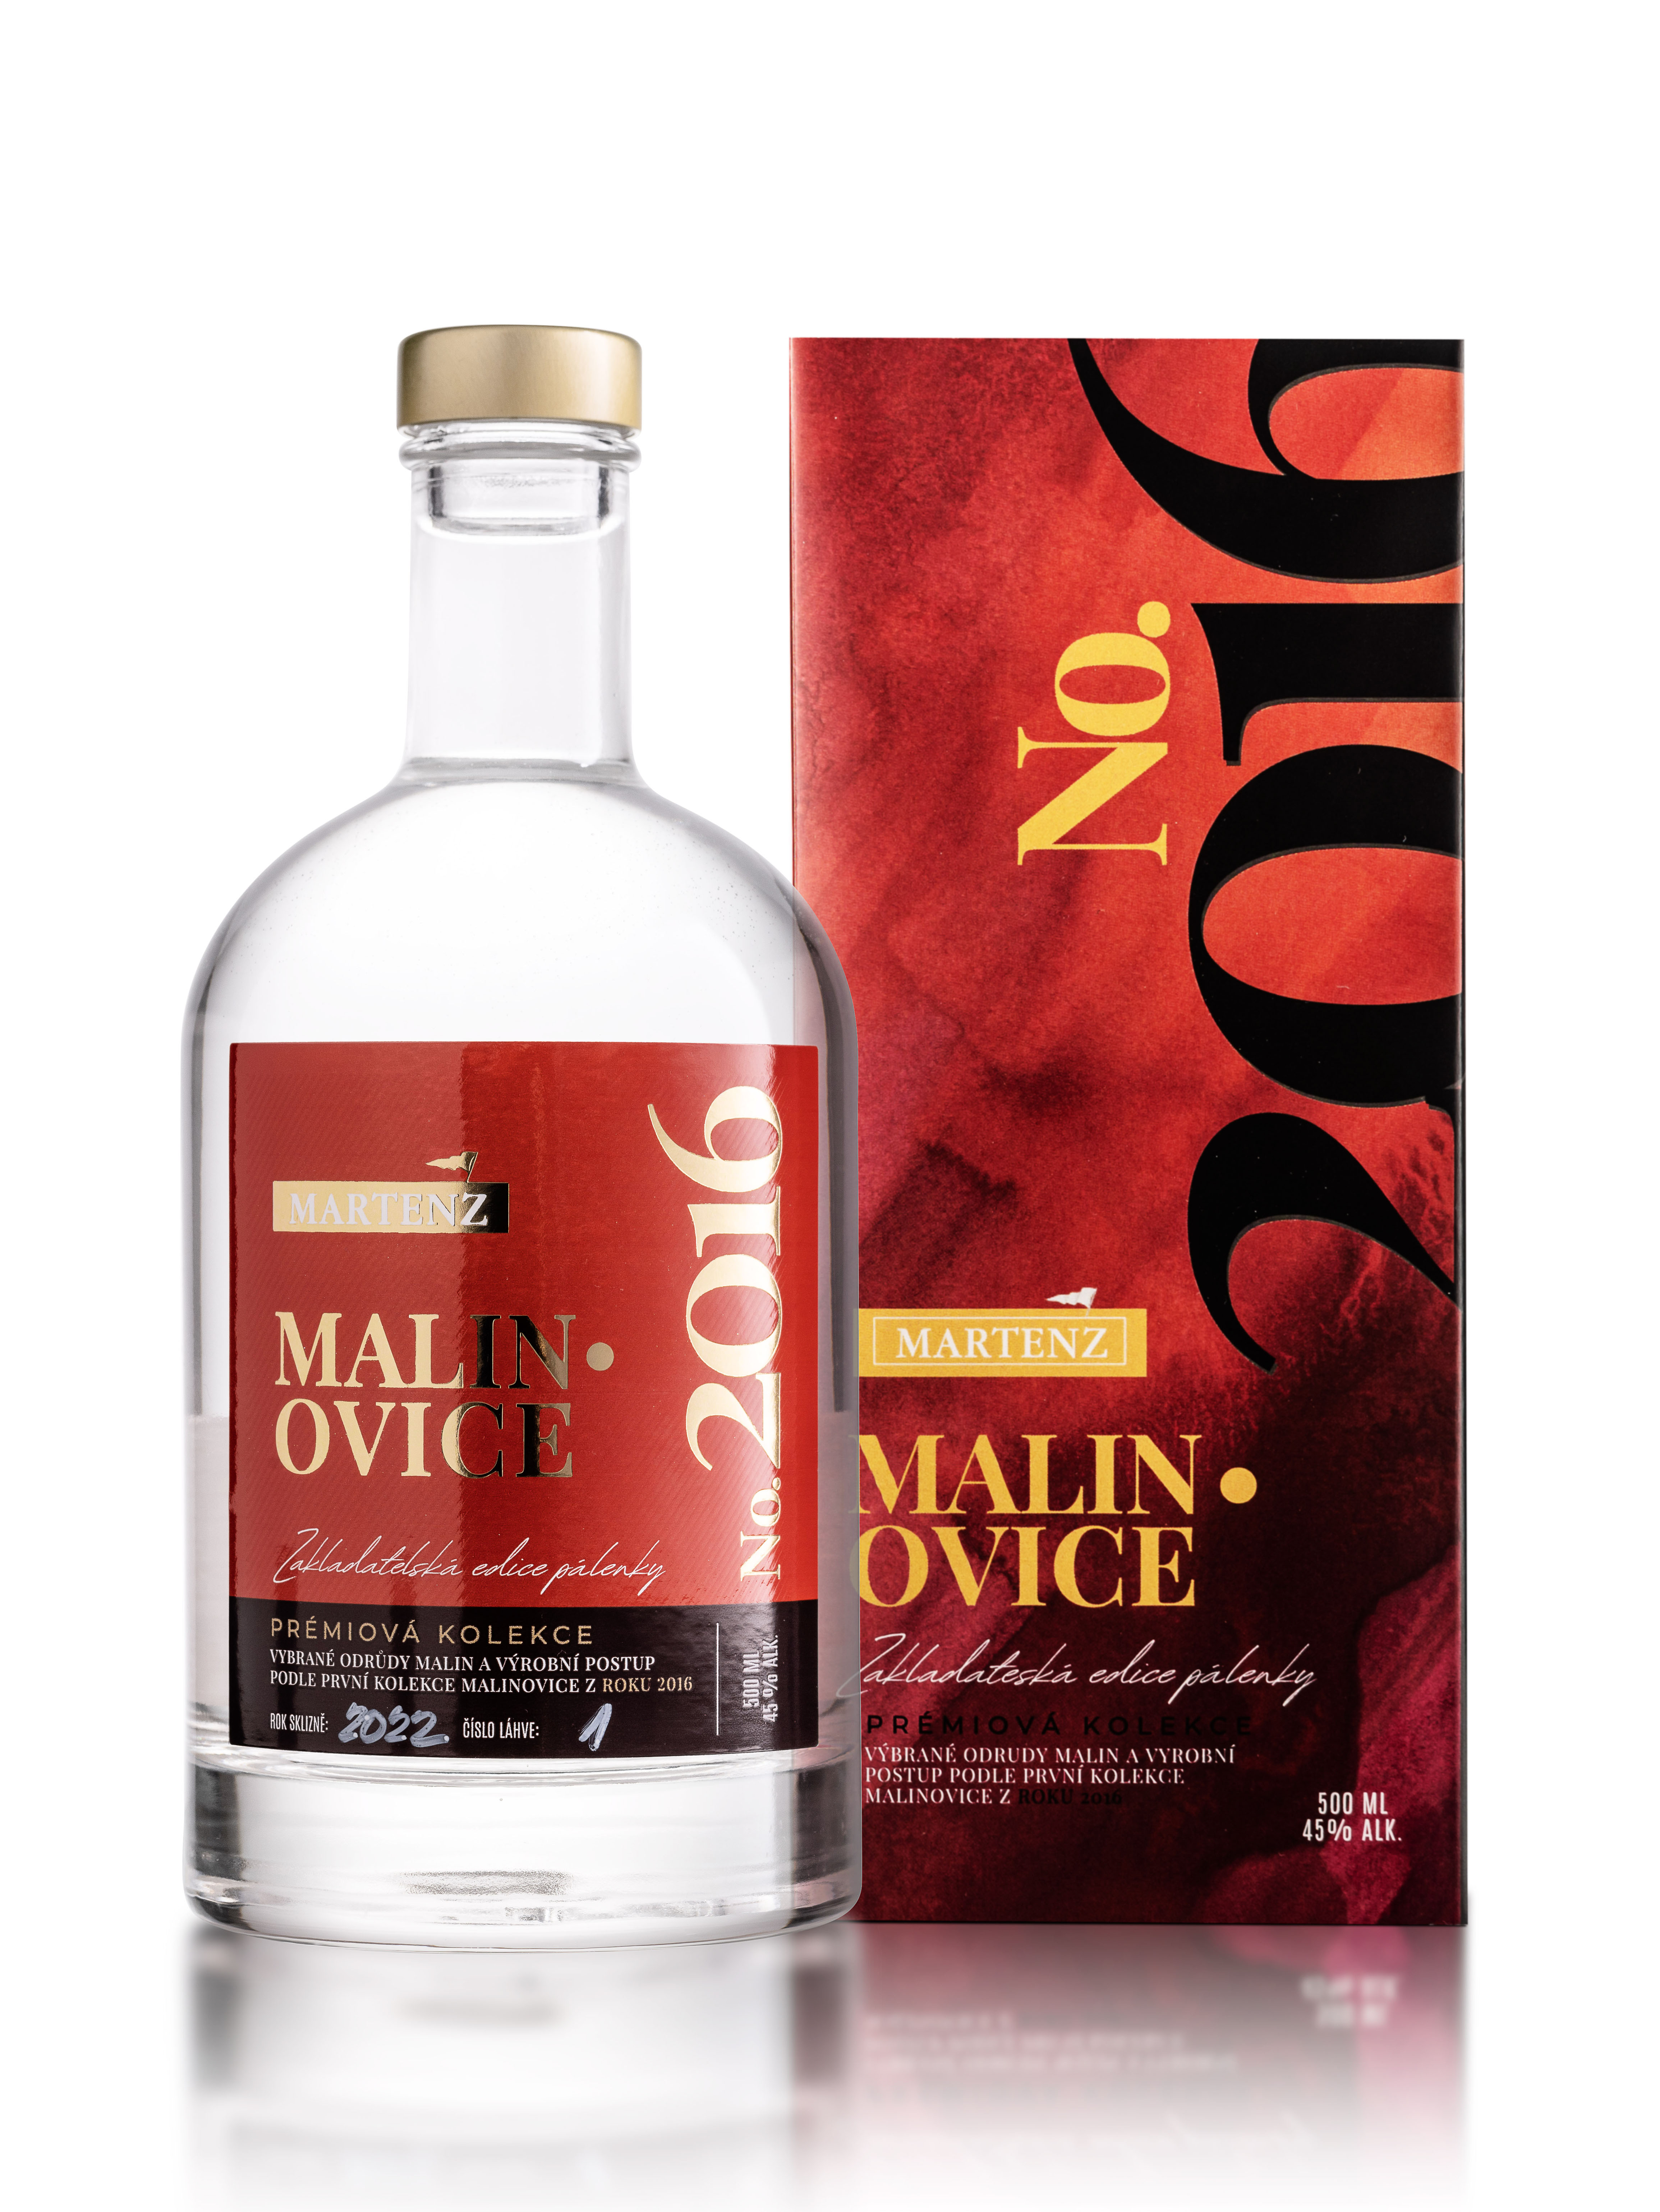 MARTENZ
MALIN
OVICE
No. 2016
Zakladatelská edice pálenky
PRÉMIOVÁ KOLEKCE
VYBRANÉ ODRŮDY MALIN A VÝROBNÍ POSTUP
PODLE PRVNÍ KOLEKCE MALINOVICE Z ROKU 2016
ROK SKLIZNĚ: 2022 ČÍSLO LÁHVE: 1
500 ML
45% ALK.
No.
2016
MARTENZ
MALIN
OVICE
Zakladateská edice pálenky
PRÉMIOVÁ KOLEKCE
VÝBRANÉ ODRUDY MALIN A VYROBNÍ
POSTUP PODLE PRVNÍ KOLEKCE
MALINOVICE Z ROKU 2016
500 ML
45% ALK.